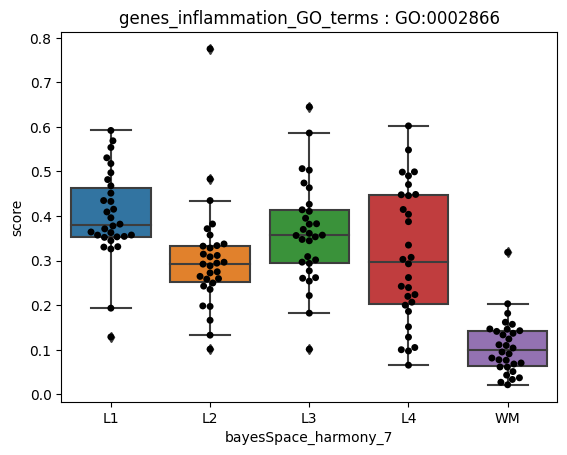 genes_inflammation_GO_terms : GO:0002866
0.8
0.7
0.6
0.5
0.4
0.3
0.2
0.1
0.0
score
L1 L2 L3 L4 WM
bayesSpace_harmony_7